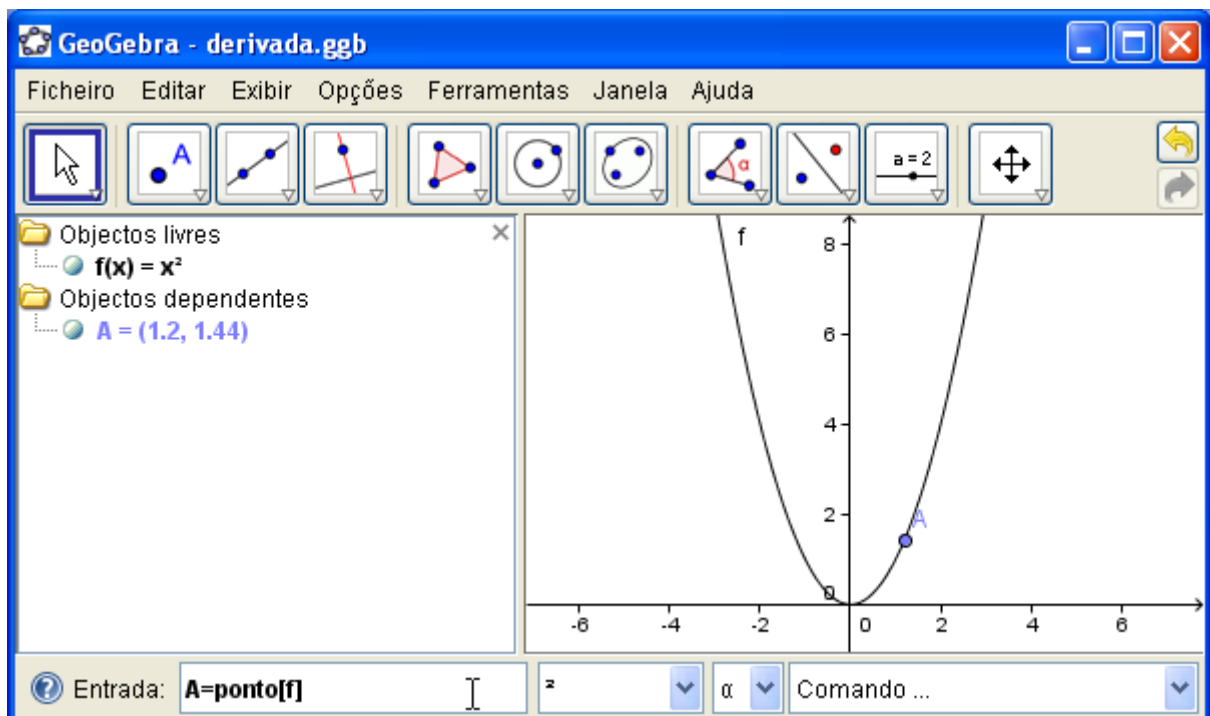 GeoGebra - derivada.ggb
Ficheiro Editar Exibir Opções Ferramentas Janela Ajuda
A
α
a = 2
Objectos livres
f(x) = x²
Objectos dependentes
A = (1.2, 1.44)
f
8
6
4
2
A
0
-6 -4 -2 0 2 4 6
Entrada: A=ponto[f] ² α Comando ...